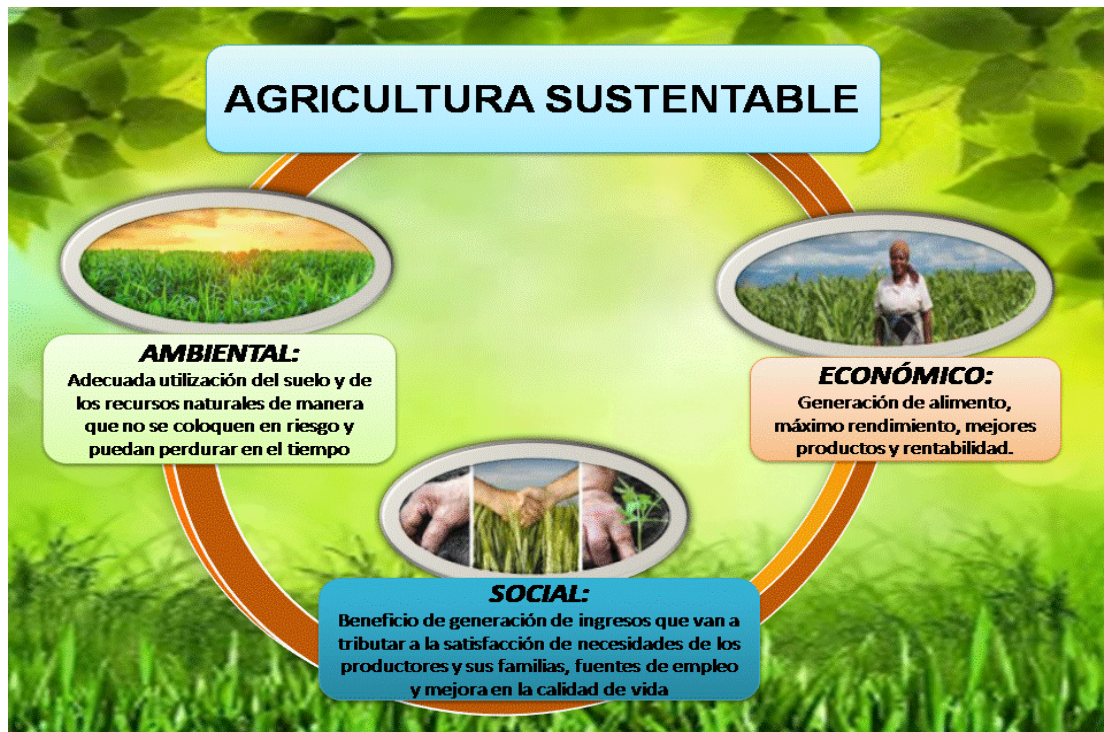 AGRICULTURA SUSTENTABLE
AMBIENTAL:
Adecuada utilización del suelo y de
los recursos naturales de manera
que no se coloquen en riesgo y
puedan perdurar en el tiempo
ECONÓMICO:
Generación de alimento,
máximo rendimiento, mejores
productos y rentabilidad.
SOCIAL:
Beneficio de generación de ingresos que van a
tributar a la satisfacción de necesidades de los
productores y sus familias, fuentes de empleo
y mejora en la calidad de vida